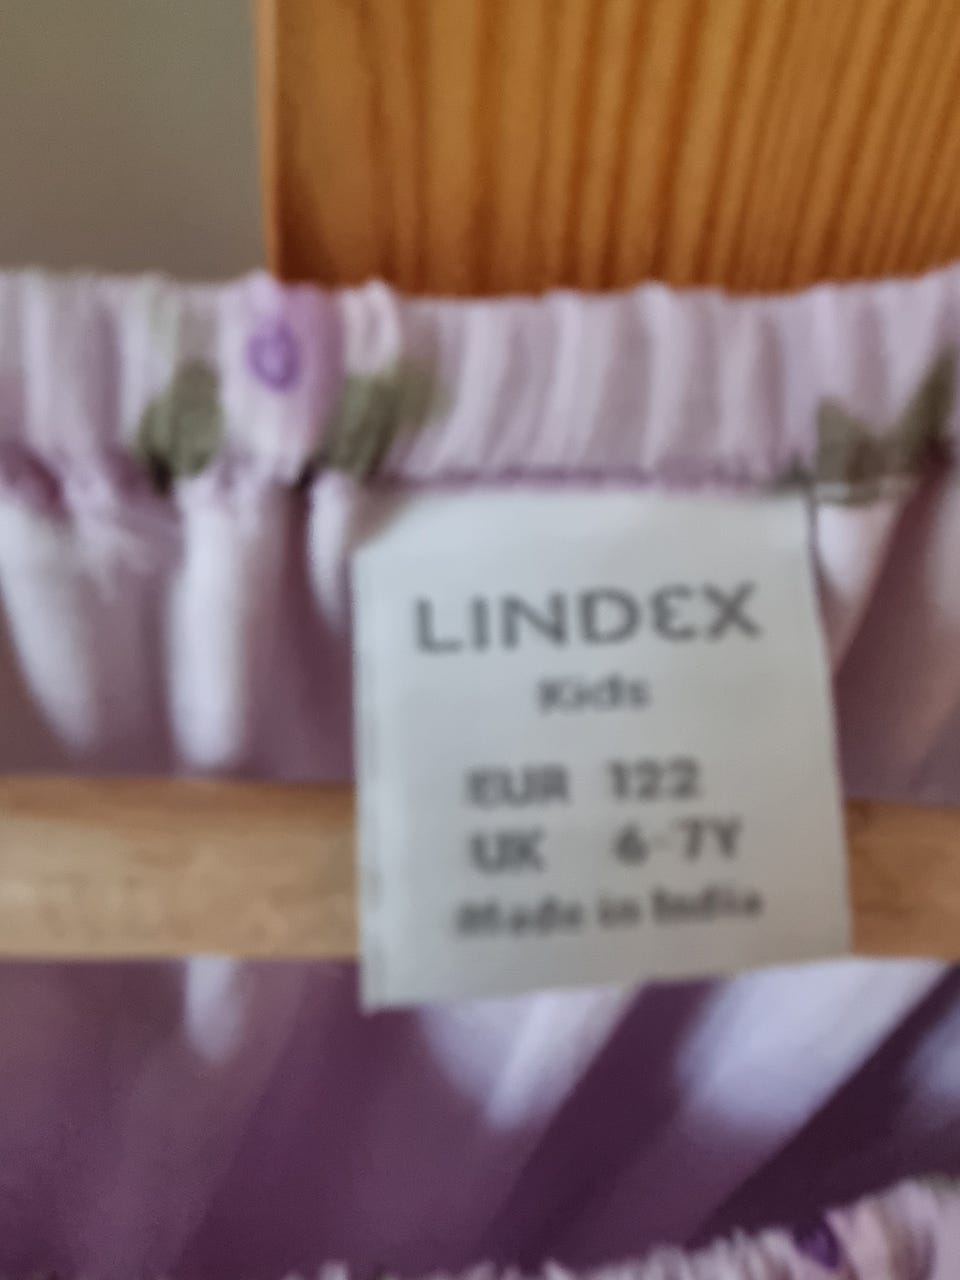 LINDEX
Kids
EUR 122
UK 6-7Y
Made in India